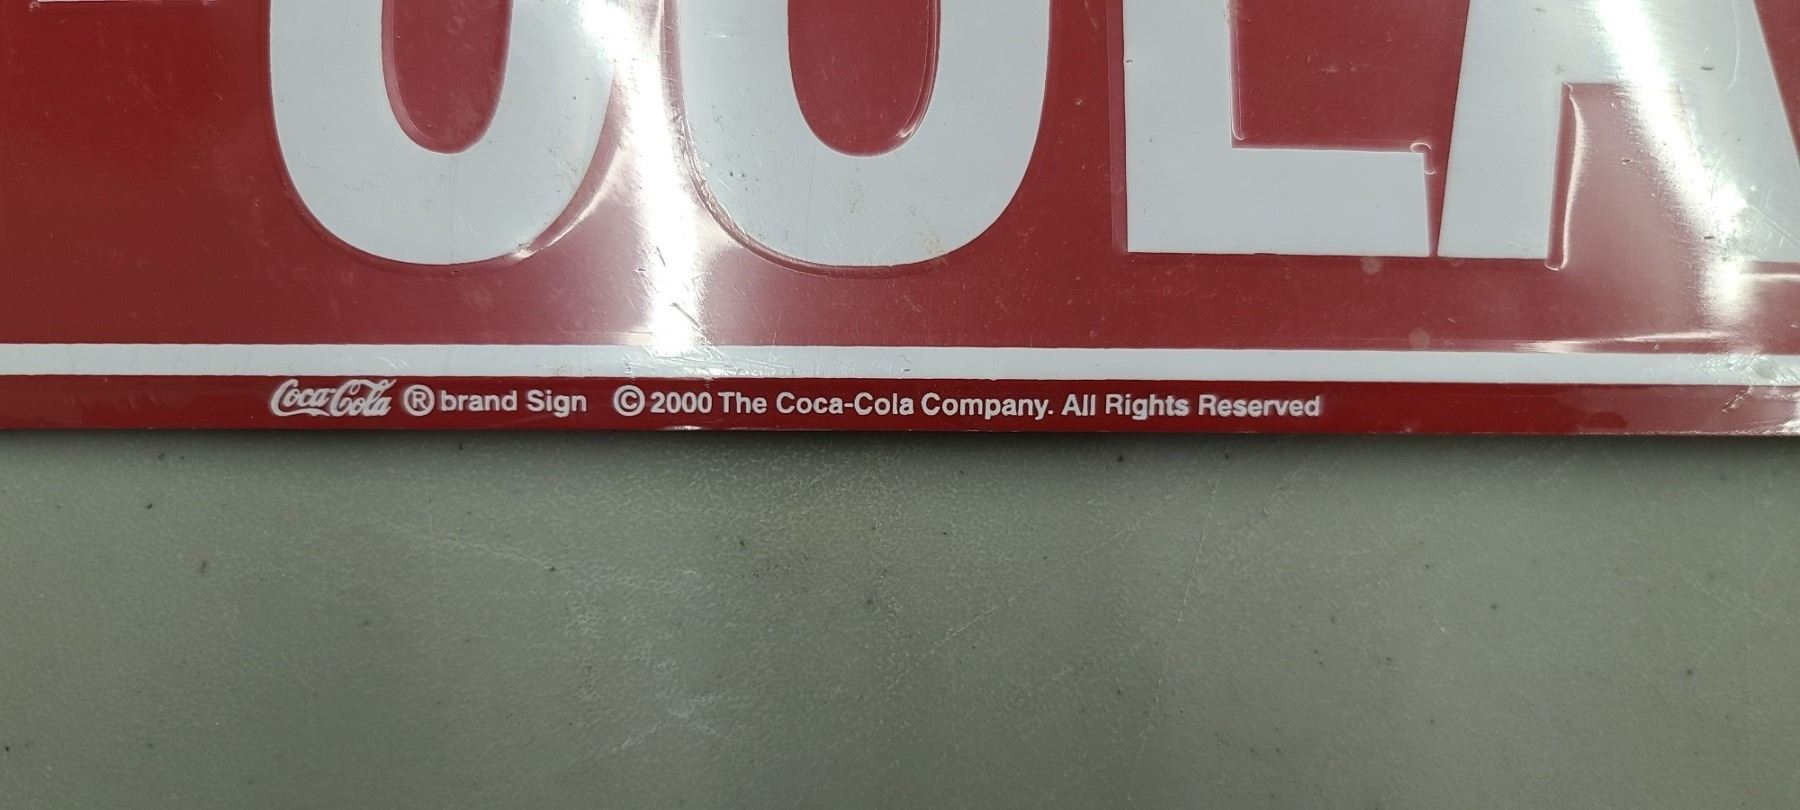 -COLA
Coca-Cola ® brand Sign © 2000 The Coca-Cola Company. All Rights Reserved